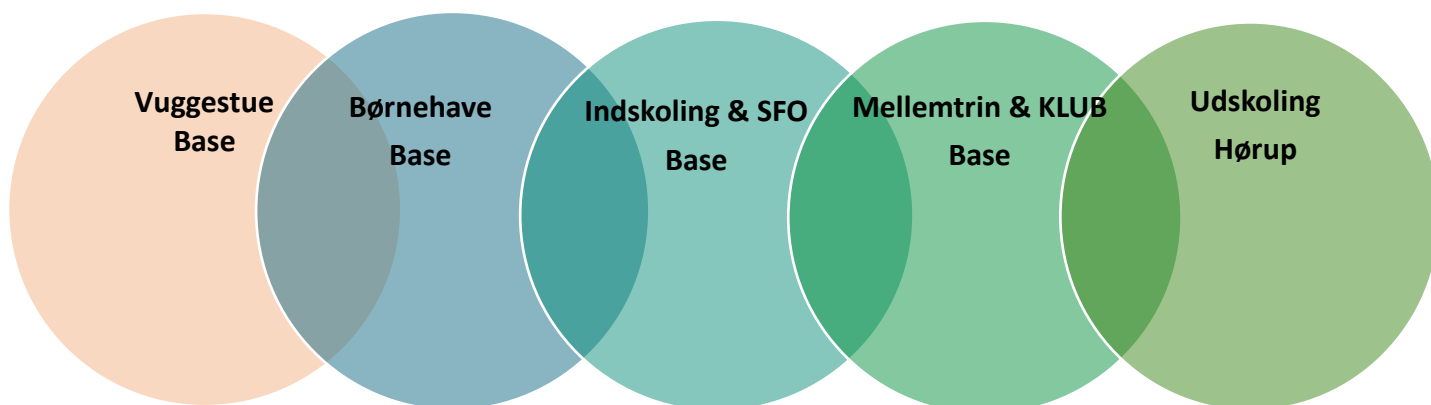 Vuggestue
Base
Børnehave
Base
Indskoling & SFO
Base
Mellemtrin & KLUB
Base
Udskoling
Hørup